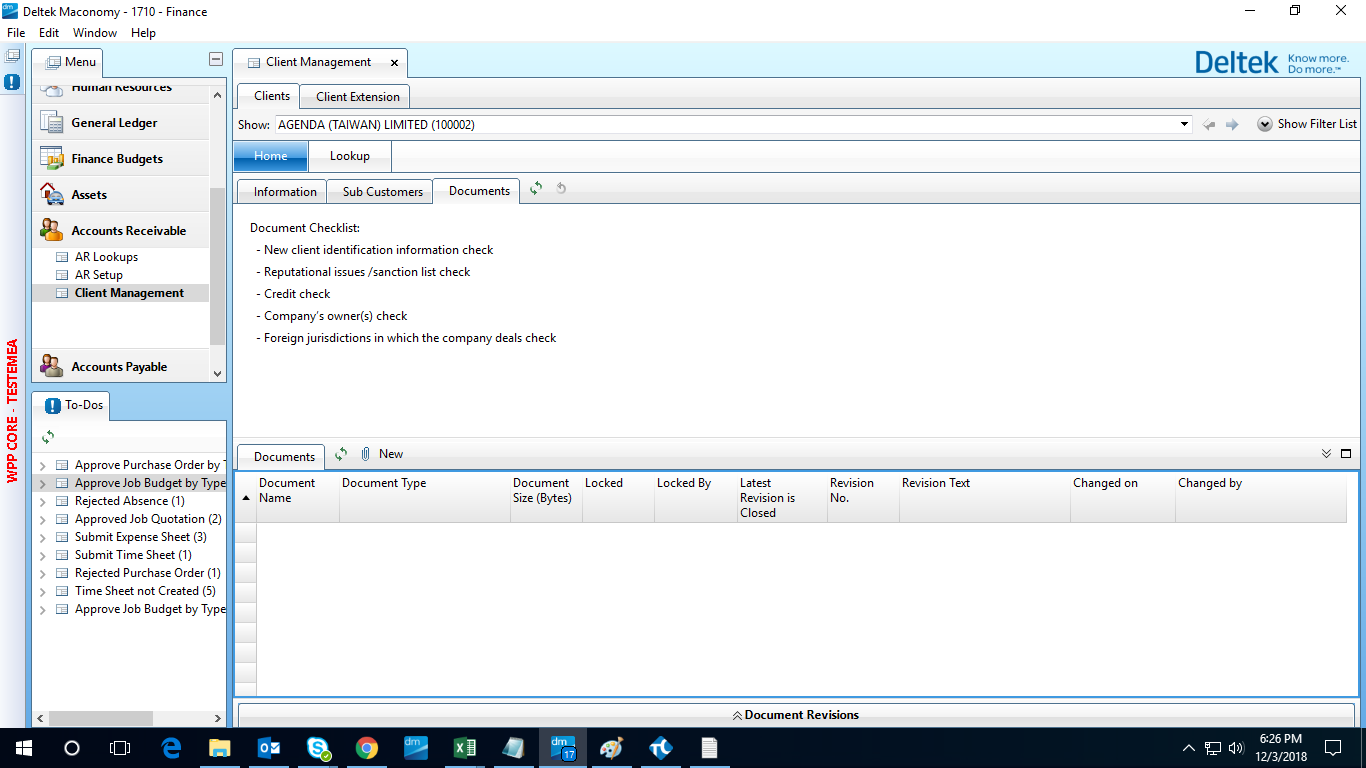 Deltek Maconomy - 1710 - Finance
File Edit Window Help
Menu
Client Management
Deltek Know more. Do more.™
Human Resources
General Ledger
Finance Budgets
Assets
Accounts Receivable
AR Lookups
AR Setup
Client Management
Accounts Payable
WPP CORE - TESTEMEA
To-Dos
Approve Purchase Order by
Approve Job Budget by Type
Rejected Absence (1)
Approved Job Quotation (2)
Submit Expense Sheet (3)
Submit Time Sheet (1)
Rejected Purchase Order (1)
Time Sheet not Created (5)
Approve Job Budget by Type
Clients Client Extension
Show: AGENDA (TAIWAN) LIMITED (100002) Show Filter List
Home Lookup
Information Sub Customers Documents
Document Checklist:
- New client identification information check
- Reputational issues /sanction list check
- Credit check
- Company's owner(s) check
- Foreign jurisdictions in which the company deals check
Documents New
Document Name Document Type Document Size (Bytes) Locked Locked By Latest Revision is Closed Revision No. Revision Text Changed on Changed by
Document Revisions
17
6:26 PM
12/3/2018